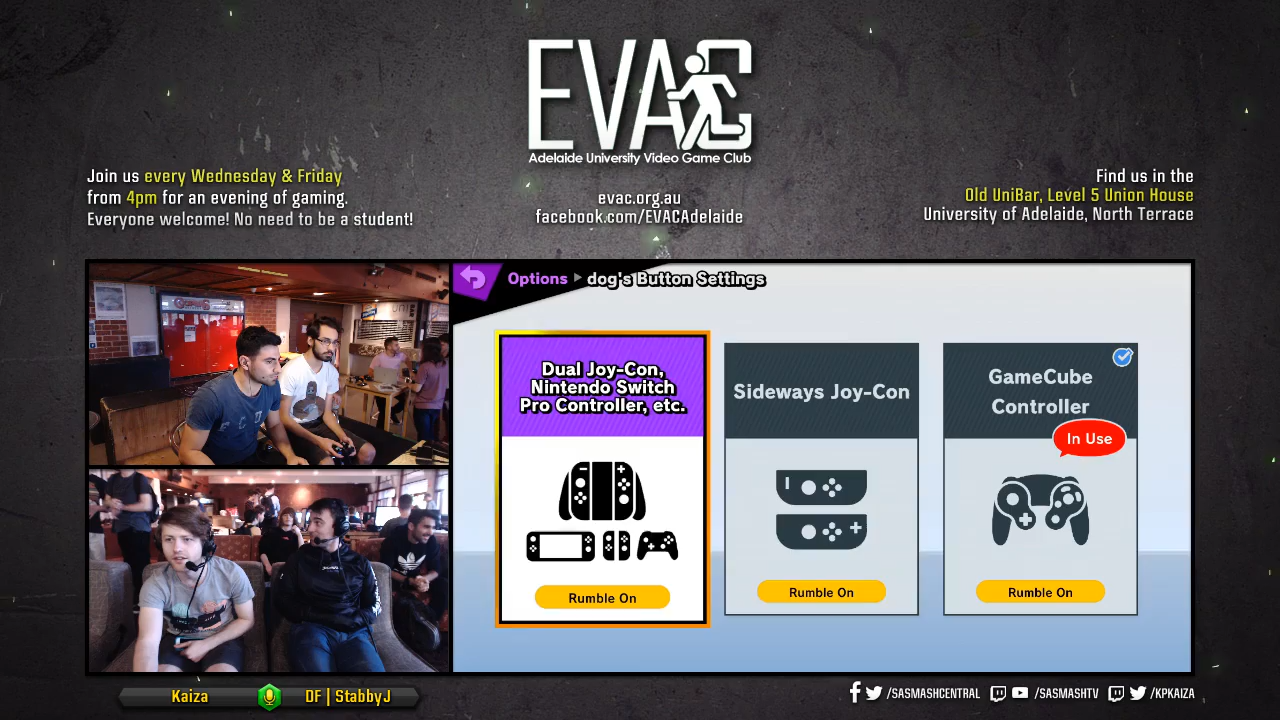 EVAC
Adelaide University Video Game Club
Join us every Wednesday & Friday
from 4pm for an evening of gaming.
Everyone welcome! No need to be a student!
evac.org.au
facebook.com/EVACAdelaide
Find us in the
Old UniBar, Level 5 Union House
University of Adelaide, North Terrace
Options ▸ dog's Button Settings
Dual Joy-Con,
Nintendo Switch
Pro Controller, etc.
Rumble On
Sideways Joy-Con
Rumble On
GameCube
Controller
In Use
Rumble On
Kaiza
DF | StabbyJ
/SASMASHCENTRAL
/SASMASHTV
/KPKAIZA